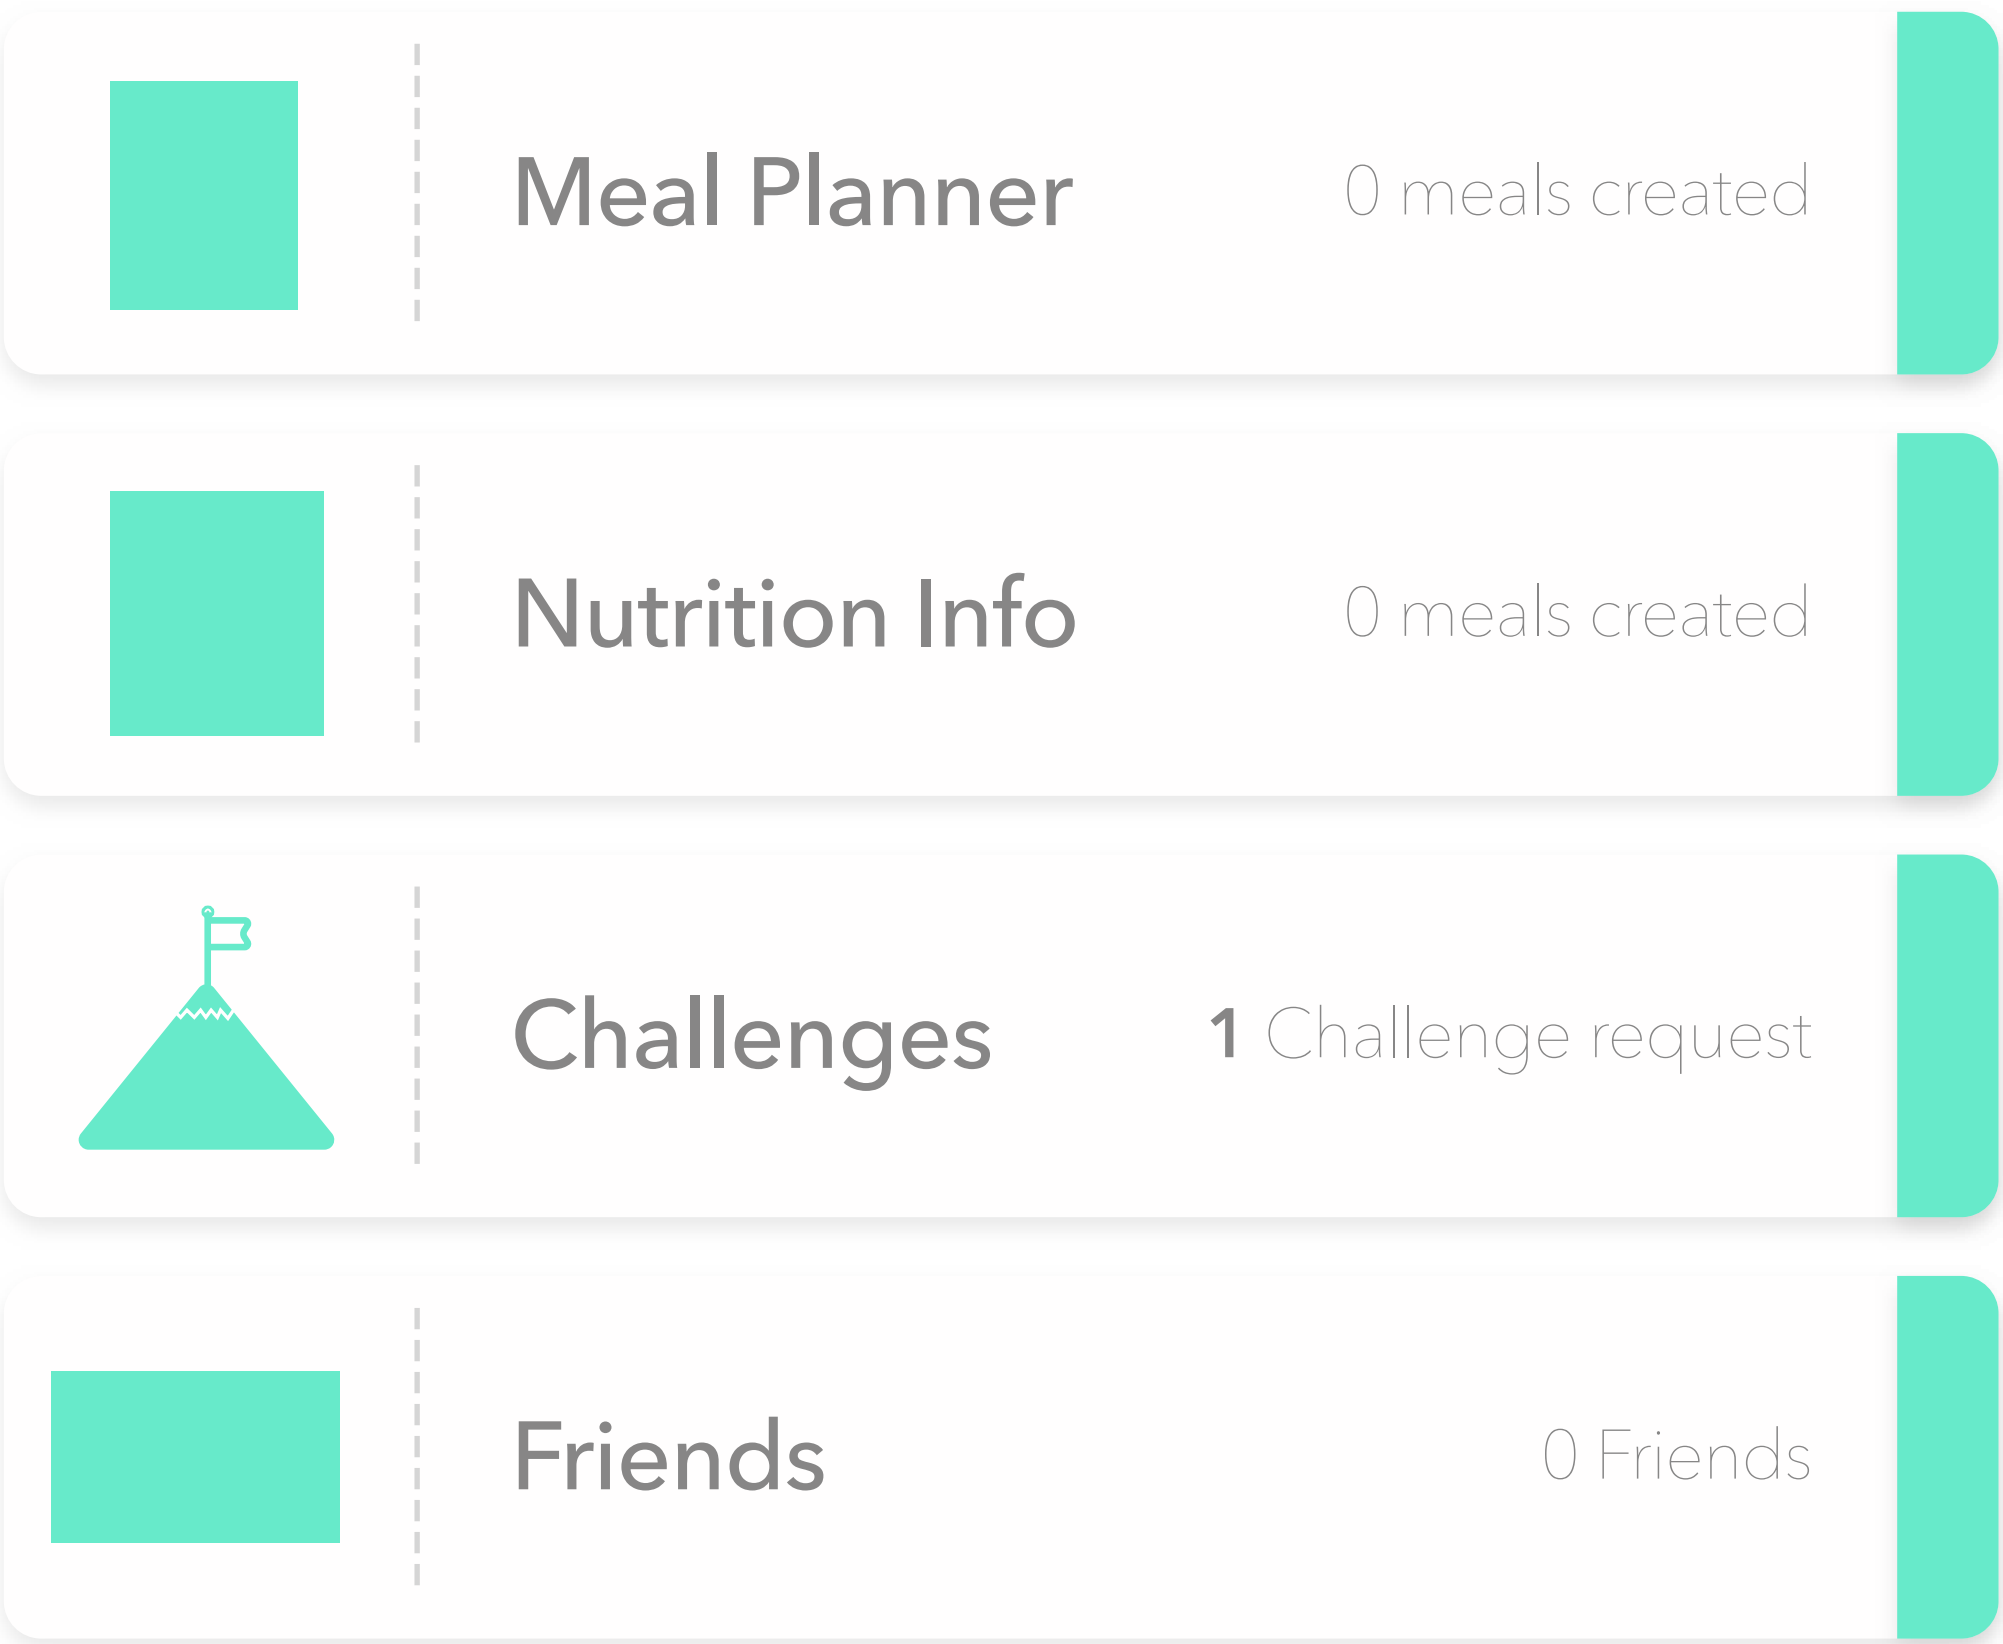 Meal Planner 0 meals created
Nutrition Info 0 meals created
Challenges 1 Challenge request
Friends 0 Friends